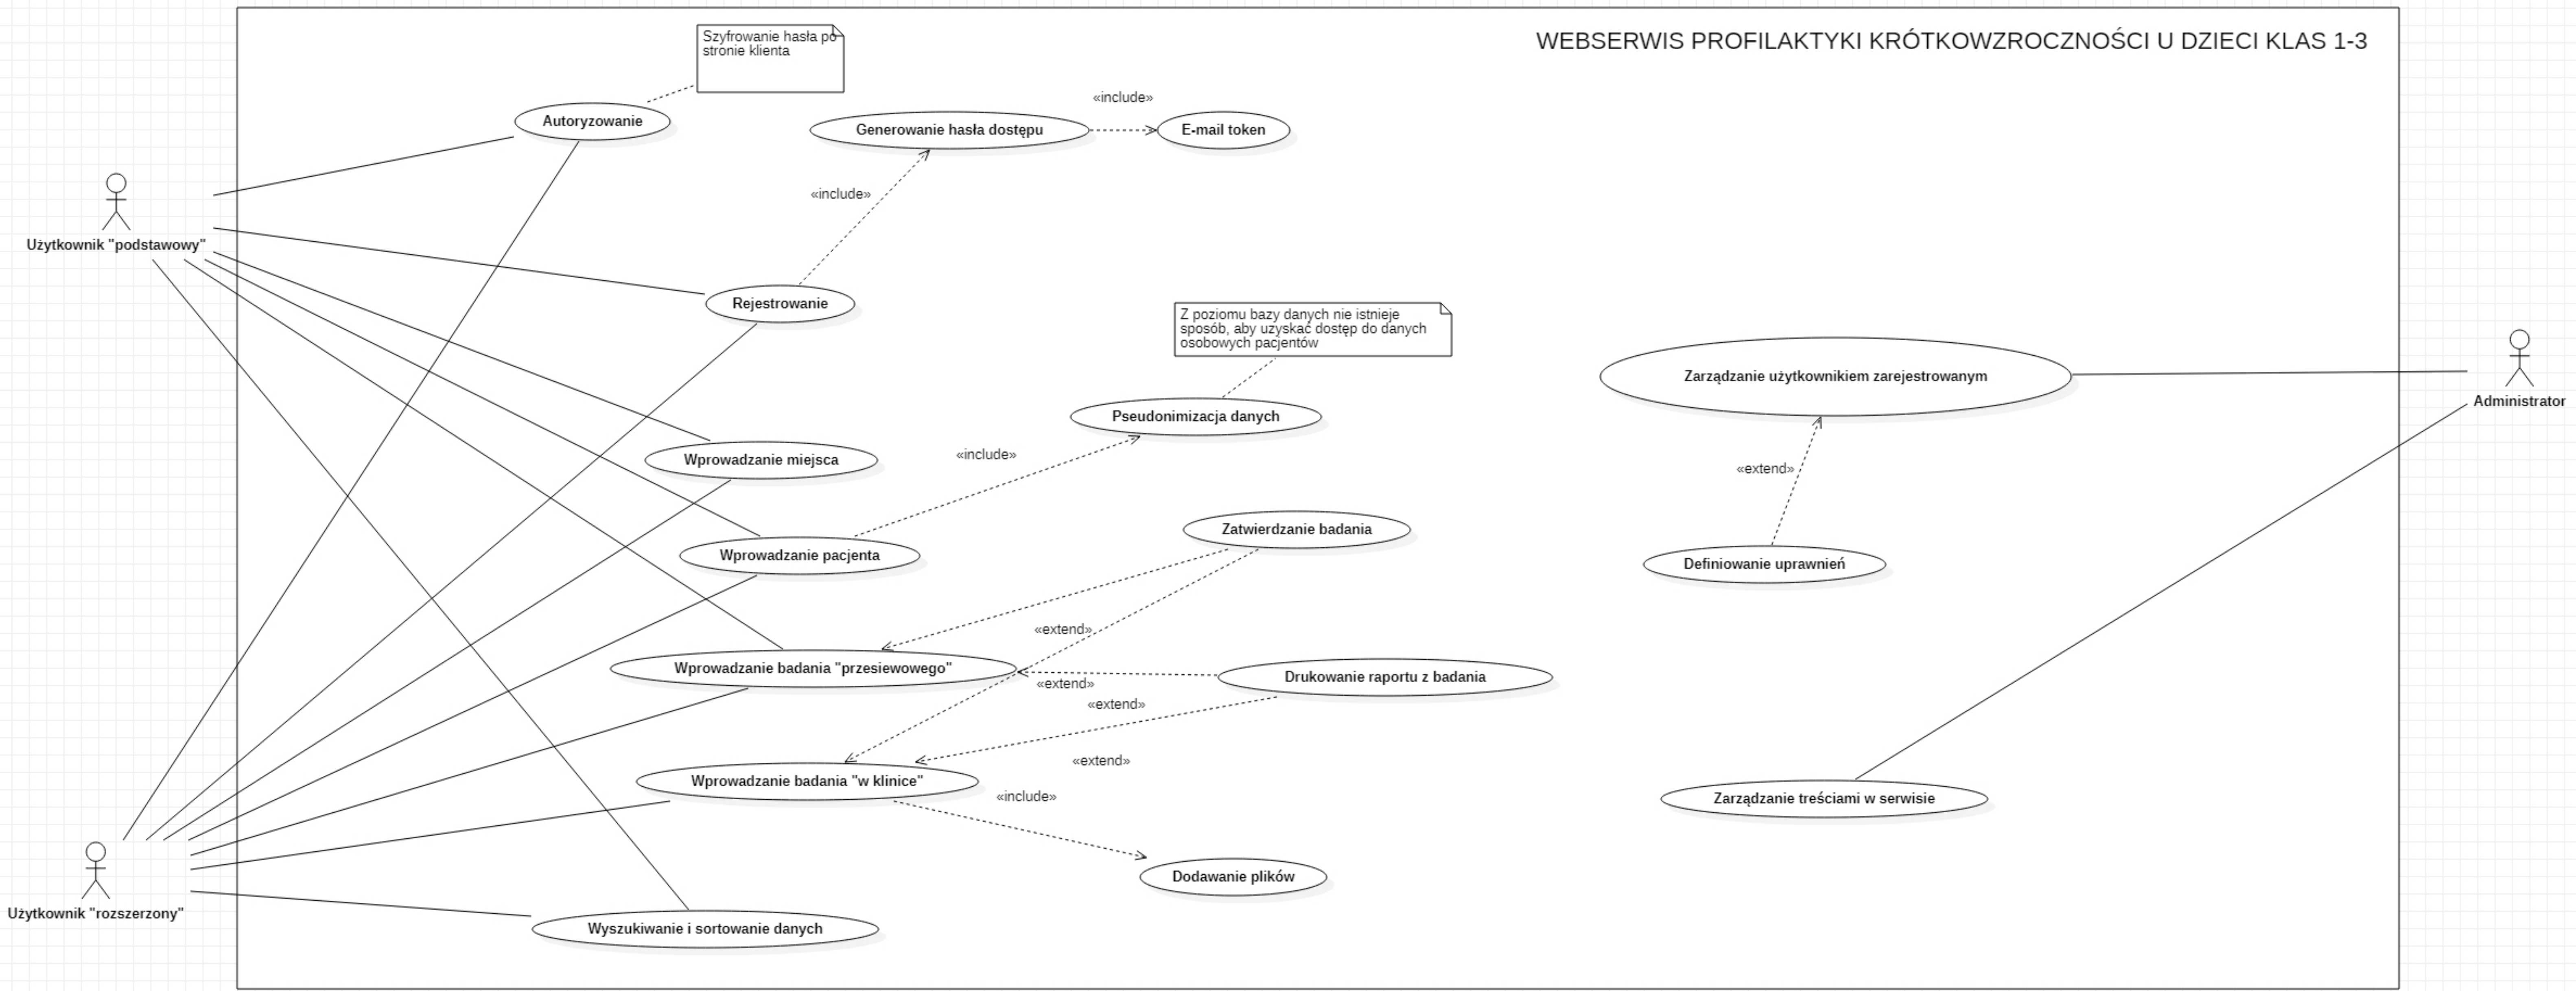 WEBSERWIS PROFILAKTYKI KRÓTKOWZROCZNOŚCI U DZIECI KLAS 1-3
Szyfrowanie hasła po
stronie klienta
«include»
Autoryzowanie
Generowanie hasła dostępu
E-mail token
«include»
Użytkownik "podstawowy"
Rejestrowanie
Z poziomu bazy danych nie istnieje
sposób, aby uzyskać dostęp do danych
osobowych pacjentów
Zarządzanie użytkownikiem zarejestrowanym
Administrator
Pseudonimizacja danych
«include»
Wprowadzanie miejsca
«extend»
Zatwierdzanie badania
Wprowadzanie pacjenta
Definiowanie uprawnień
«extend»
Wprowadzanie badania "przesiewowego"
Drukowanie raportu z badania
«extend»
«extend»
«extend»
Wprowadzanie badania "w klinice"
«include»
Zarządzanie treściami w serwisie
Dodawanie plików
Użytkownik "rozszerzony"
Wyszukiwanie i sortowanie danych